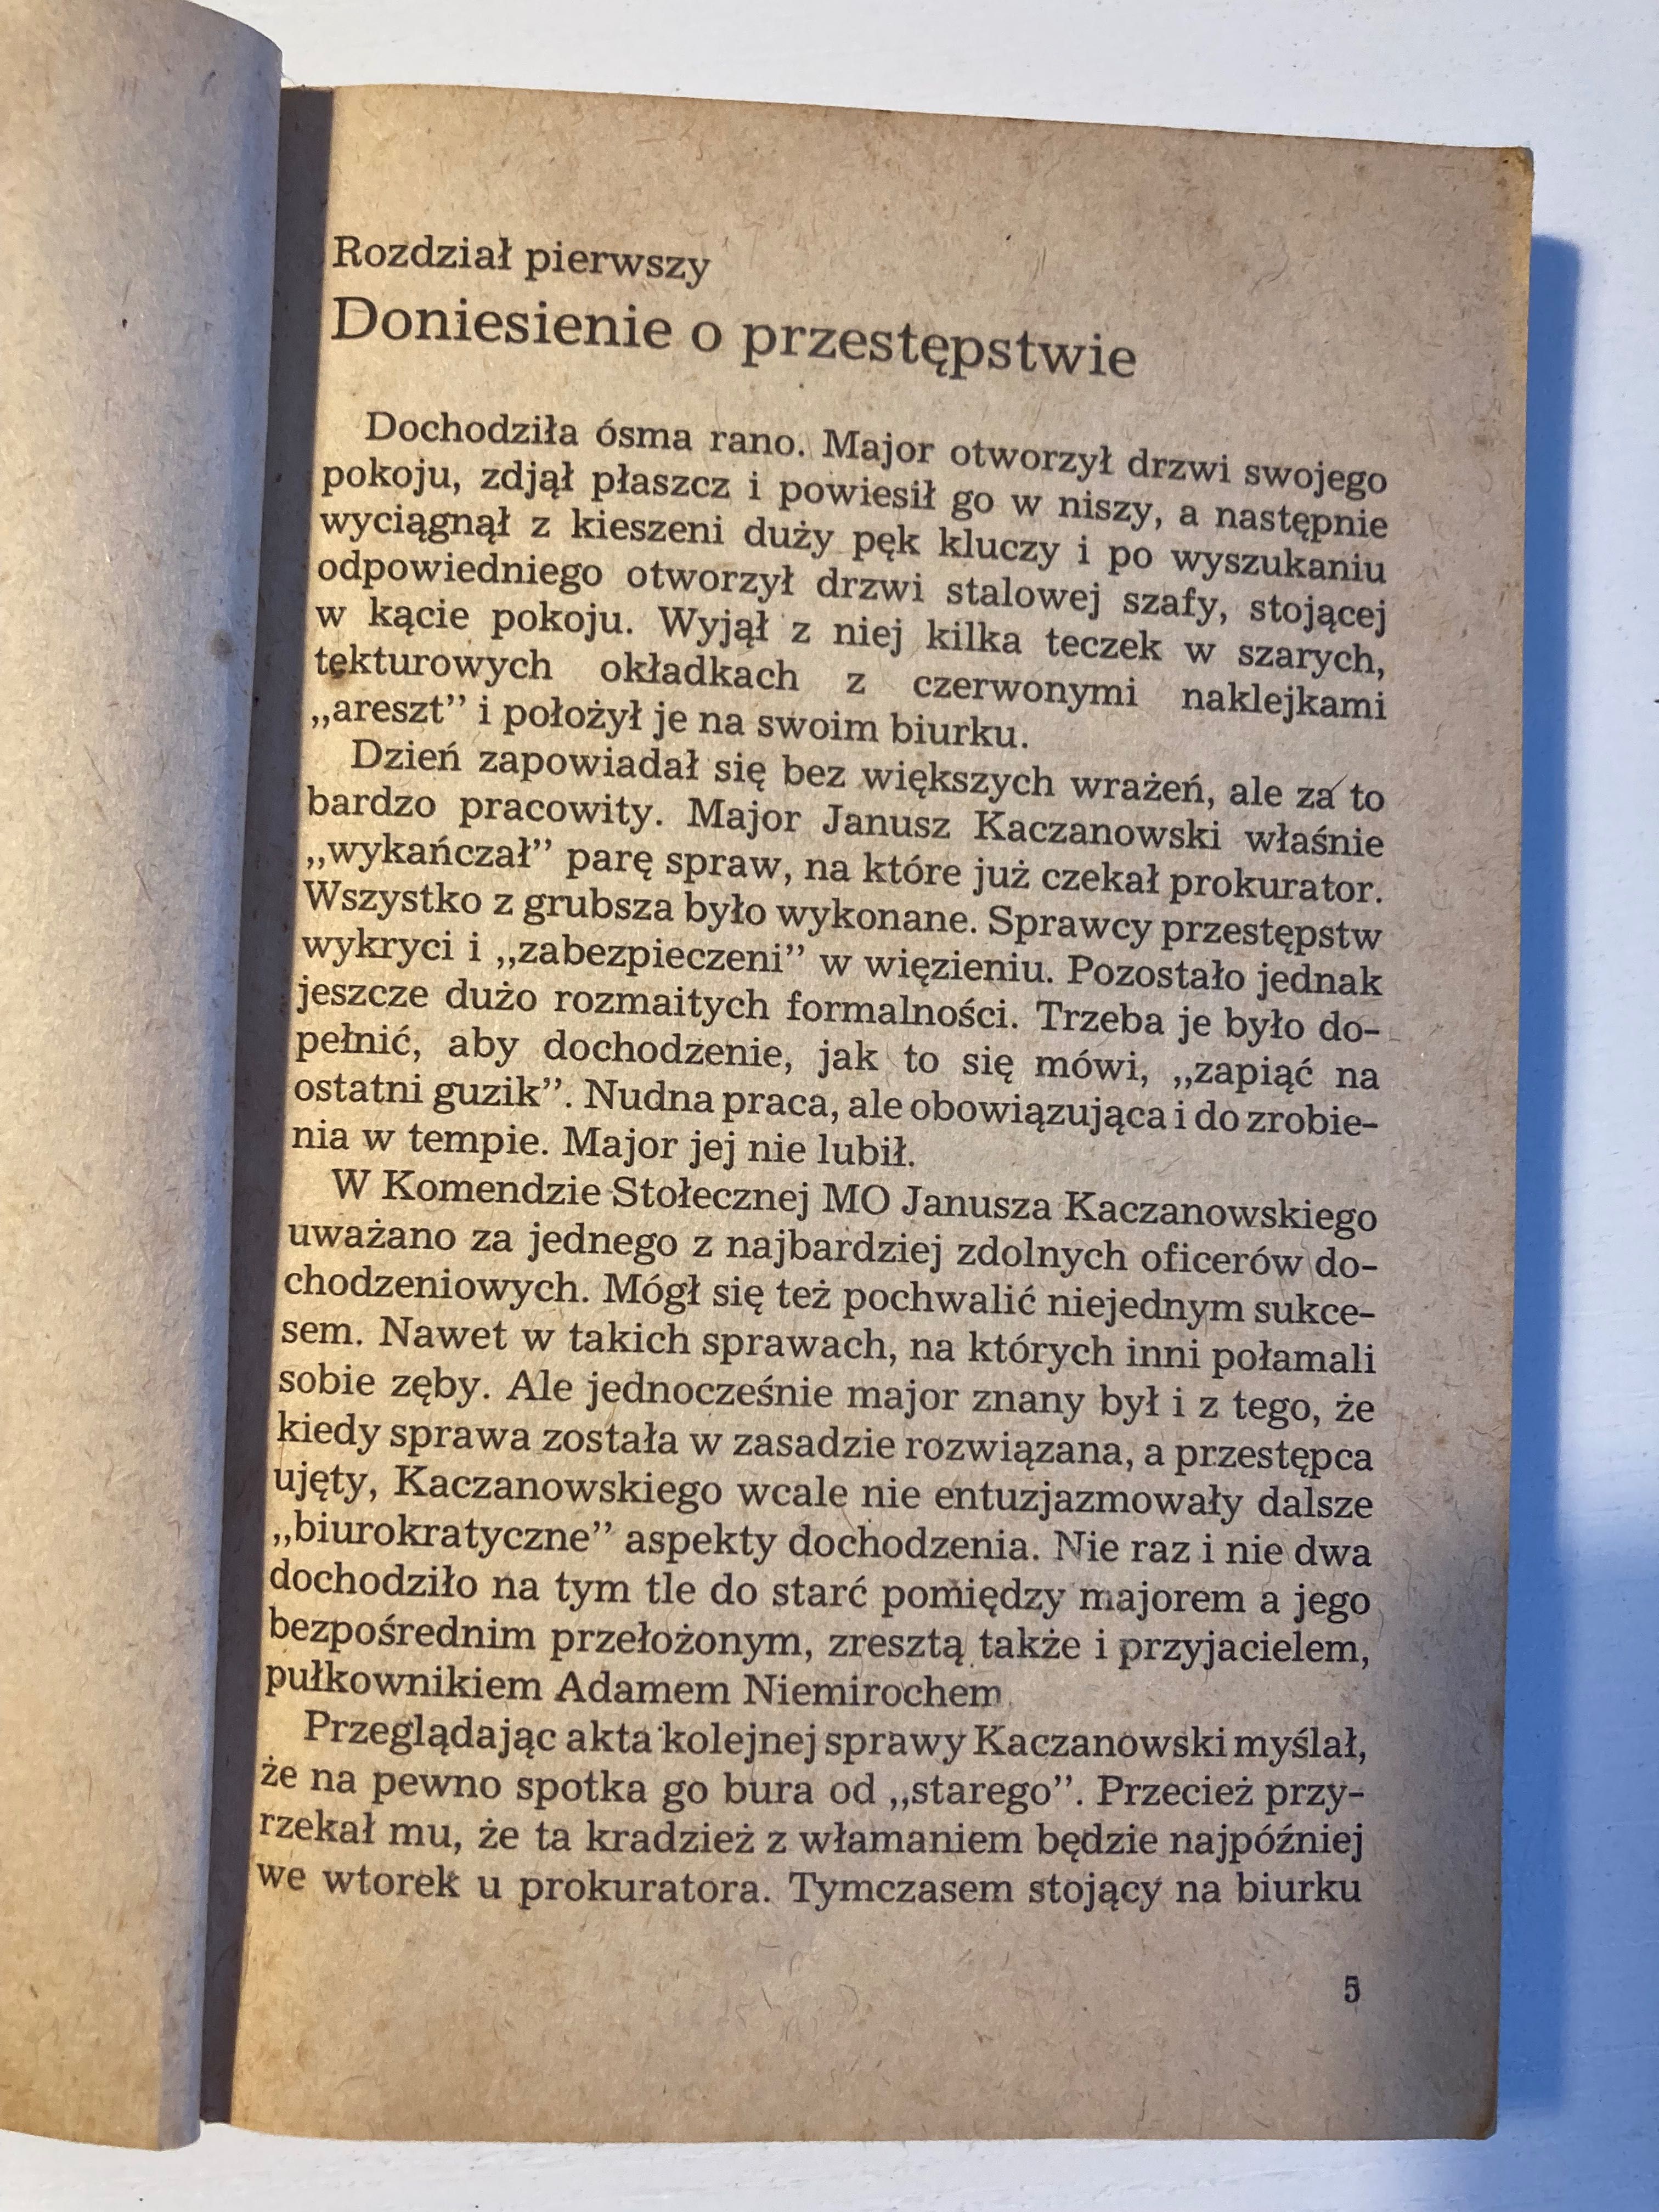 Rozdział pierwszy
Doniesienie o przestępstwie
Dochodziła ósma rano. Major otworzył drzwi swojego
pokoju, zdjął płaszcz i powiesił go w niszy, a następnie
wyciągnął z kieszeni duży pęk kluczy i po wyszukaniu
odpowiedniego otworzył drzwi stalowej szafy, stojącej
w kącie pokoju. Wyjął z niej kilka teczek w szarych,
tekturowych okładkach z czerwonymi naklejkami
„areszt” i położył je na swoim biurku.
Dzień zapowiadał się bez większych wrażeń, ale za to
bardzo pracowity. Major Janusz Kaczanowski właśnie
„wykańczał” parę spraw, na które już czekał prokurator.
Wszystko z grubsza było wykonane. Sprawcy przestępstw
wykryci i „zabezpieczeni” w więzieniu. Pozostało jednak
jeszcze dużo rozmaitych formalności. Trzeba je było do-
pełnić, aby dochodzenie, jak to się mówi, „zapiąć na
ostatni guzik”. Nudna praca, ale obowiązująca i do zrobie-
nia w tempie. Major jej nie lubił.
W Komendzie Stołecznej MO Janusza Kaczanowskiego
uważano za jednego z najbardziej zdolnych oficerów do-
chodzeniowych. Mógł się też pochwalić niejednym sukce-
sem. Nawet w takich sprawach, na których inni połamali
sobie zęby. Ale jednocześnie major znany był i z tego, że
kiedy sprawa została w zasadzie rozwiązana, a przestępca
ujęty, Kaczanowskiego wcale nie entuzjazmowały dalsze
„biurokratyczne” aspekty dochodzenia. Nie raz i nie dwa
dochodziło na tym tle do starć pomiędzy majorem a jego
bezpośrednim przełożonym, zresztą także i przyjacielem,
pułkownikiem Adamem Niemirochem.
Przeglądając akta kolejnej sprawy Kaczanowski myślał,
że na pewno spotka go bura od „starego”. Przecież przy-
rzekał mu, że ta kradzież z włamaniem będzie najpóźniej
we wtorek u prokuratora. Tymczasem stojący na biurku
5